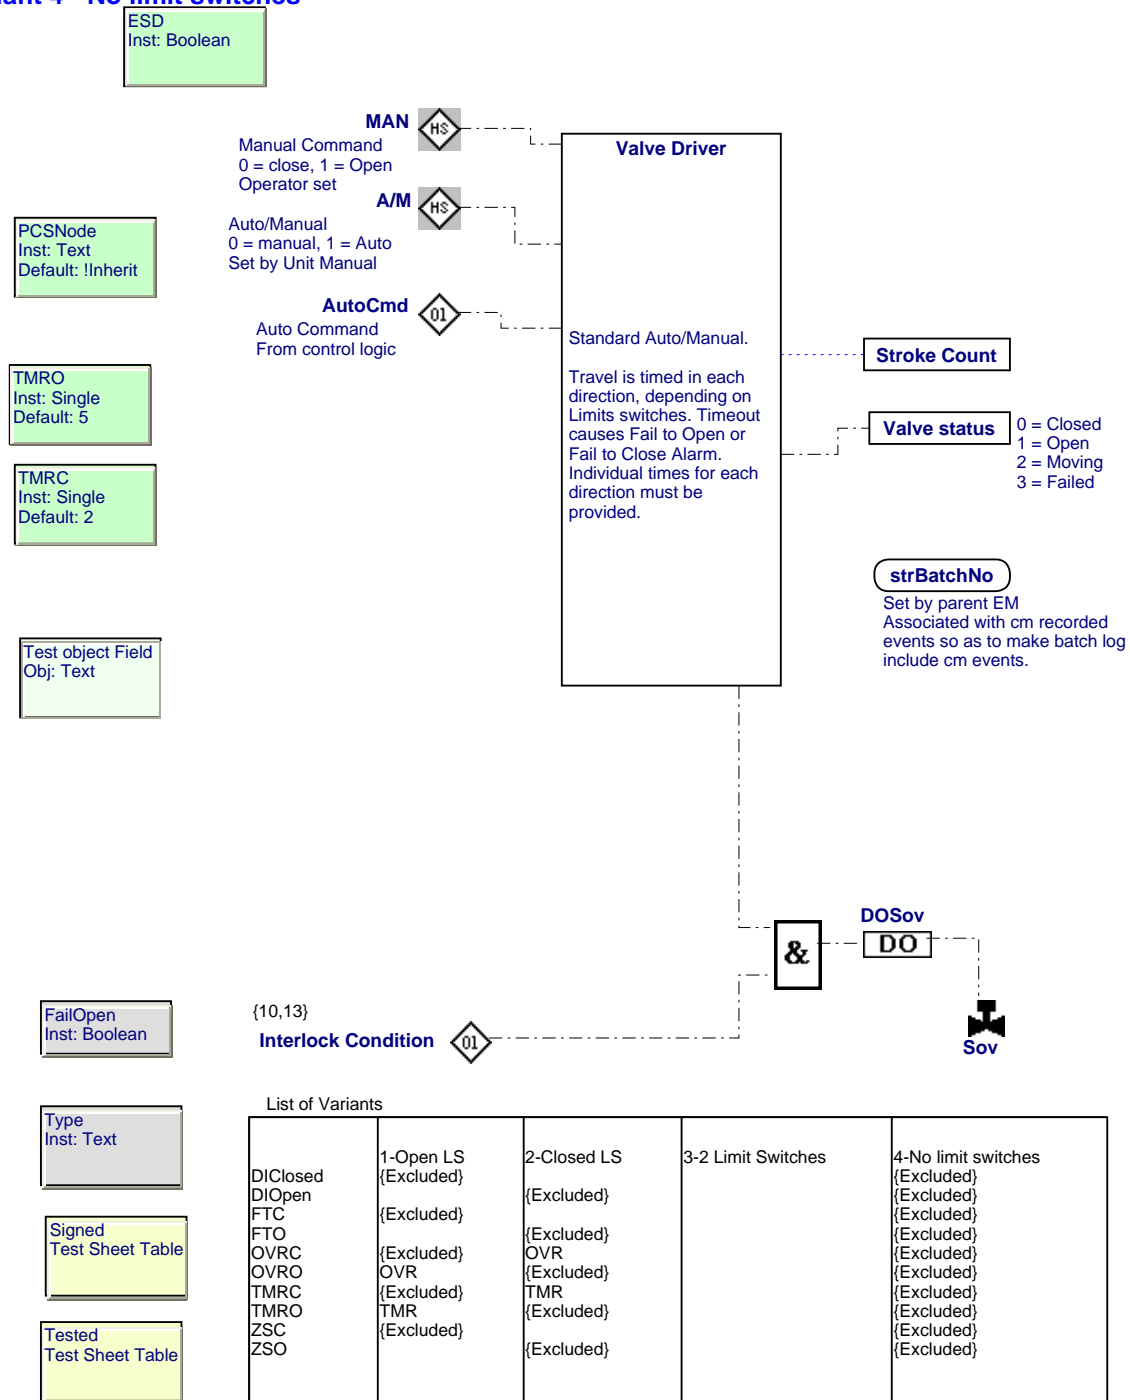 4 - No limit switches
ESD
Inst: Boolean
MAN
HS
Manual Command
0 = close, 1 = Open
Operator set
Valve Driver
A/M
HS
Auto/Manual
0 = manual, 1 = Auto
Set by Unit Manual
PCSNode
Inst: Text
Default: !Inherit
AutoCmd
01
Auto Command
From control logic
Standard Auto/Manual.
Travel is timed in each
direction, depending on
Limits switches. Timeout
causes Fail to Open or
Fail to Close Alarm.
Individual times for each
direction must be
provided.
Stroke Count
TMRO
Inst: Single
Default: 5
Valve status
0 = Closed
1 = Open
2 = Moving
3 = Failed
TMRC
Inst: Single
Default: 2
strBatchNo
Set by parent EM
Associated with cm recorded
events so as to make batch log
include cm events.
Test object Field
Obj: Text
DOSov
&
DO
Sov
FailOpen
Inst: Boolean
{10,13}
Interlock Condition
01
List of Variants
Type
Inst: Text
1-Open LS 2-Closed LS 3-2 Limit Switches 4-No limit switches
DIClosed {Excluded} {Excluded}
DIOpen {Excluded} {Excluded}
FTC {Excluded} {Excluded}
FTO {Excluded} {Excluded}
OVRC {Excluded} OVR {Excluded}
OVRO OVR {Excluded} {Excluded}
TMRC {Excluded} TMR {Excluded}
TMRO TMR {Excluded} {Excluded}
ZSC {Excluded} {Excluded}
ZSO {Excluded} {Excluded}
Signed
Test Sheet Table
Tested
Test Sheet Table